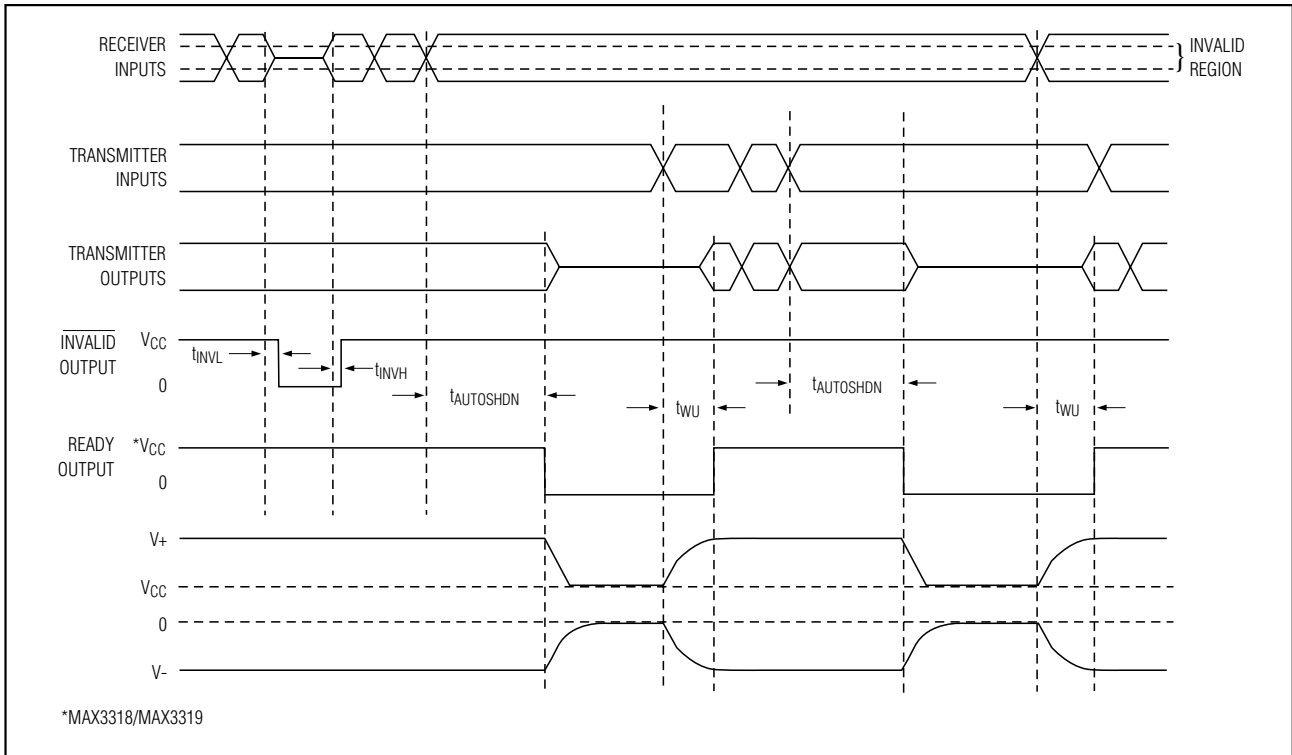 RECEIVER
INPUTS
} INVALID
REGION
TRANSMITTER
INPUTS
TRANSMITTER
OUTPUTS
INVALID
OUTPUT
VCC
0
tINVL
tINVH
tAUTOSHDN
tWU
tAUTOSHDN
tWU
READY
OUTPUT
*VCC
0
V+
VCC
0
V-
*MAX3318/MAX3319